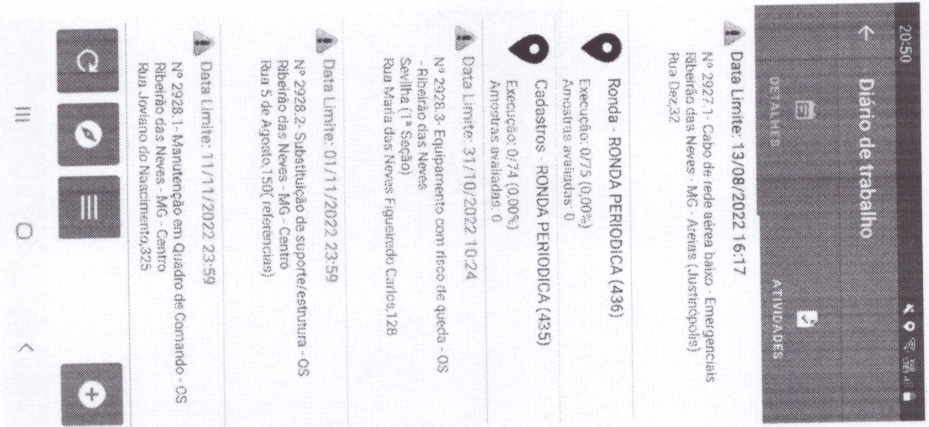 20:50
Diário de trabalho
DETALHES
ATIVIDADES
Data Limite: 13/08/2022 16:17
Nº 2927.1- Cabo de rede aérea baixo - Emergenciais
Ribeirão das Neves - MG - Areias (Justinópolis)
Rua Dez,32
Ronda - RONDA PERIODICA (436)
Execução: 0/75 (0,00%)
Amostras avaliadas: 0
Cadastros - RONDA PERIODICA (435)
Execução: 0/74 (0,00%)
Amostras avaliadas: 0
Data Limite: 31/10/2022 10:24
Nº 2928.3- Equipamento com risco de queda - OS
- Ribeirão das Neves
Sevilha (1ª Seção)
Rua Maria das Neves Figueiredo Carlos,128
Data Limite: 01/11/2022 23:59
Nº 2928.2- Substituição de suporte/estrutura - OS
Ribeirão das Neves - MG - Centro
Rua 5 de Agosto,150( referências)
Data Limite: 11/11/2022 23:59
Nº 2928.1- Manutenção em Quadro de Comando - OS
Ribeirão das Neves - MG - Centro
Rua Joviano do Nascimento,325